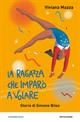 Viviana Mazza
LA RAGAZZA
CHE IMPARÒ
A VOLARE
Storia di Simone Biles